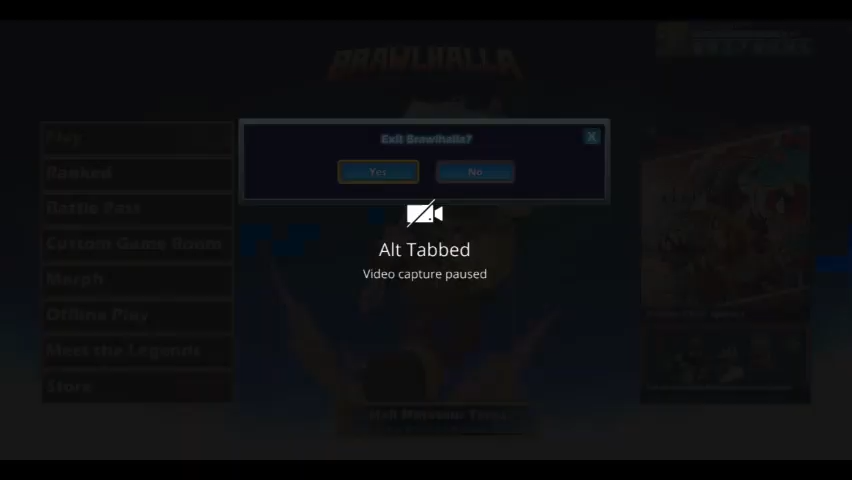 BRAWLHALLA
Play
Ranked
Battle Pass
Custom Game Room
Morph
Offline Play
Meet the Legends
Store
Exit Brawlhalla?
X
Yes
No
Alt Tabbed
Video capture paused